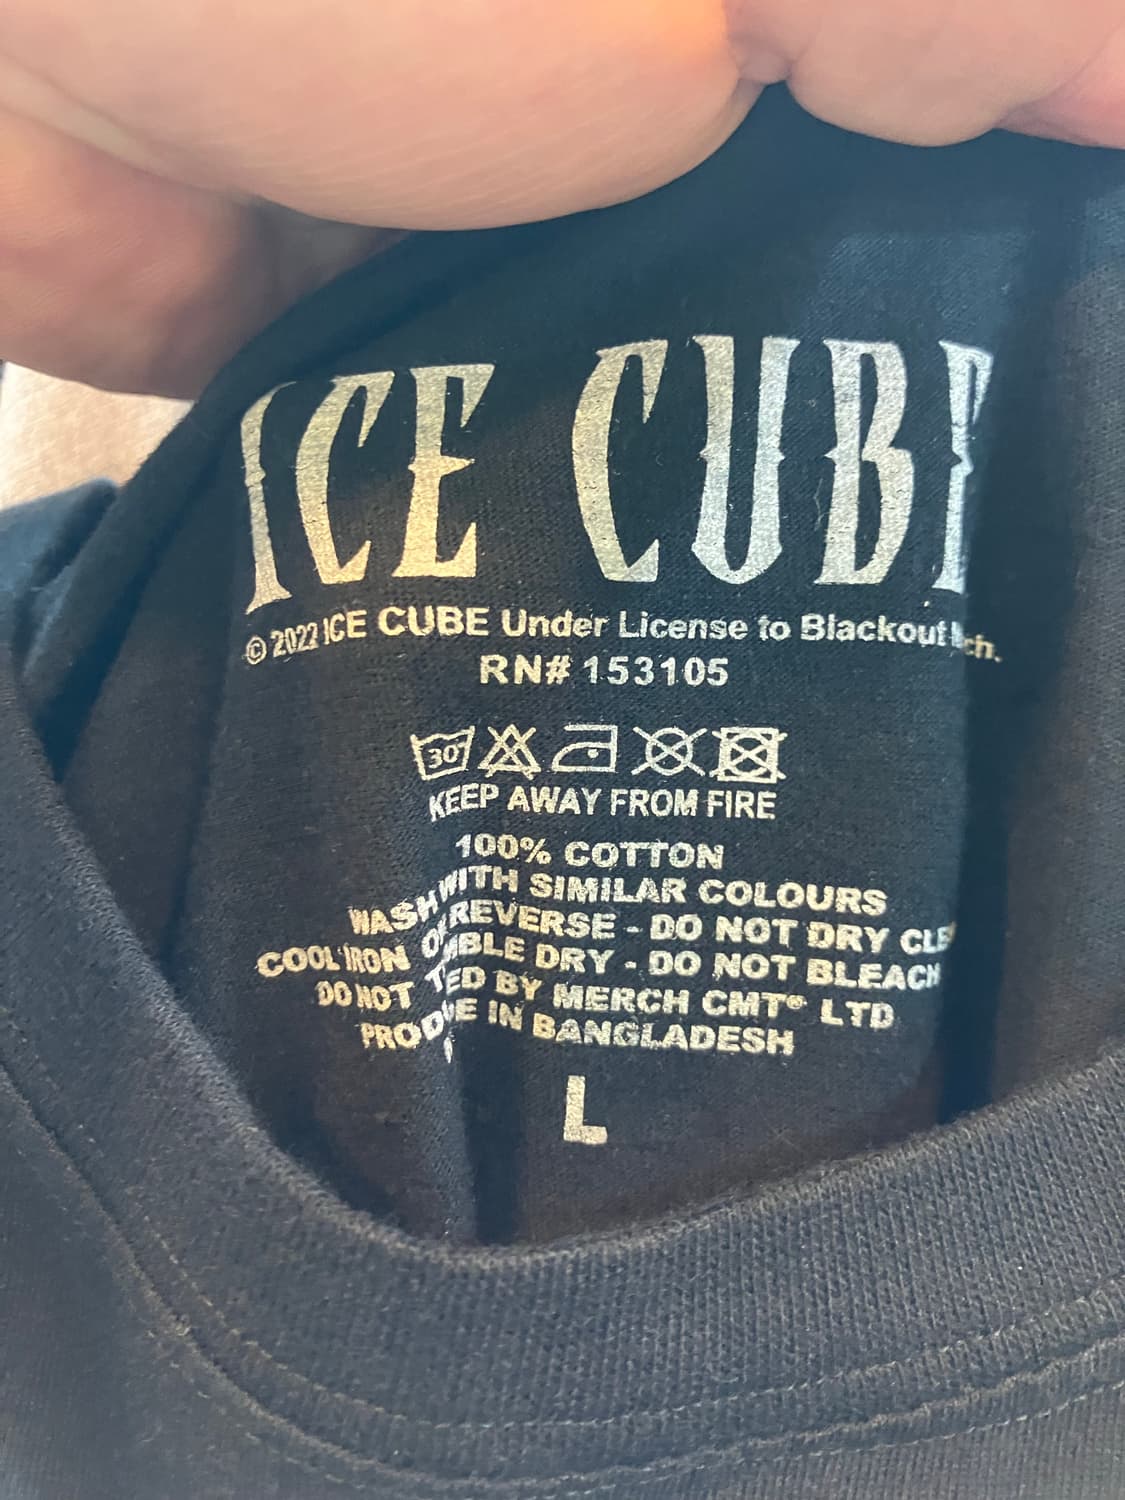 ICE CUBE
© 2022 ICE CUBE Under License to Blackout
RN# 153105
30
KEEP AWAY FROM FIRE
100% COTTON
WASH WITH SIMILAR COLOURS
COOL IRON REVERSE - DO NOT DRY
DO NOT DRY - DO NOT BLEACH
BY MERCH CMT® LTD
IN BANGLADESH
L